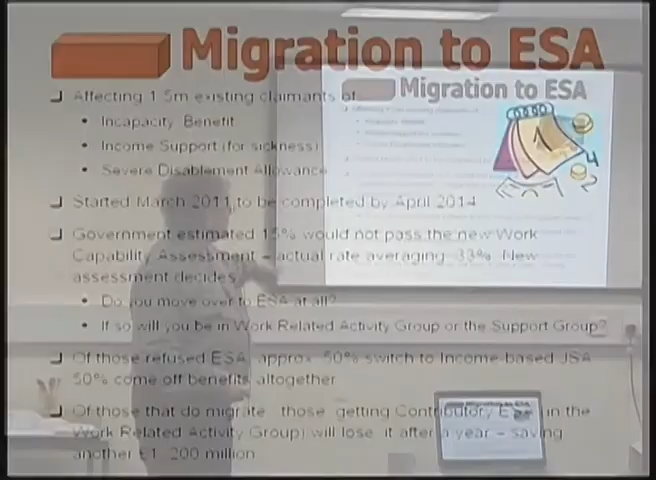 Migration to ESA
Affecting 1.5m existing claimants of
Incapacity Benefit
Income Support (for sickness)
Severe Disablement Allowance
Started March 2011, to be completed by April 2014
Government estimated 15% would not pass the new Work
Capability Assessment – actual rate averaging 33%. New
assessment decides
Do you move over to ESA at all?
If so will you be in Work Related Activity Group or the Support Group?
Of those refused ESA approx 50% switch to Income-based JSA
50% come off benefits altogether
Of those that do migrate those getting Contributory (in the
Work Related Activity Group) will lose it after a year – saving
another £1 200 million
Migration to ESA